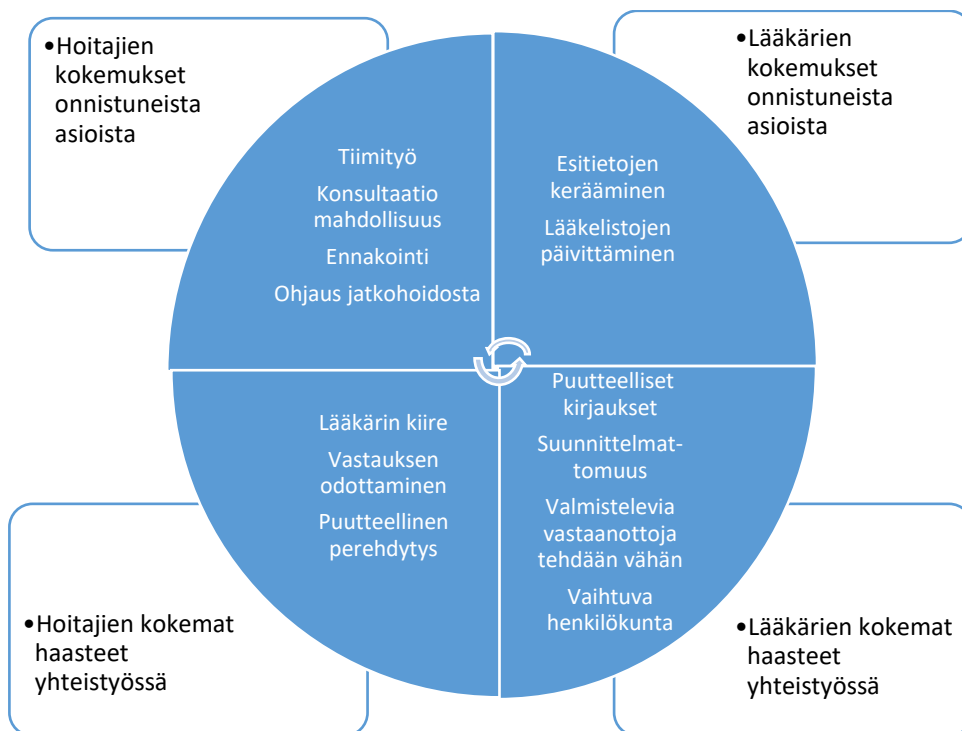 •Hoitajien
kokemukset
onnistuneista
asioista
•Lääkärien
kokemukset
onnistuneista
asioista
Tiimityö
Konsultaatio
mahdollisuus
Ennakointi
Ohjaus jatkohoidosta
Esitietojen
kerääminen
Lääkelistojen
päivittäminen
Lääkärin kiire
Vastauksen
odottaminen
Puutteellinen
perehdytys
Puutteelliset
kirjaukset
Suunnittelmat-
tomuus
Valmistelevia
vastaanottoja
tehdään vähän
Vaihtuva
henkilökunta
•Hoitajien kokemat
haasteet
yhteistyössä
•Lääkärien kokemat
haasteet
yhteistyössä